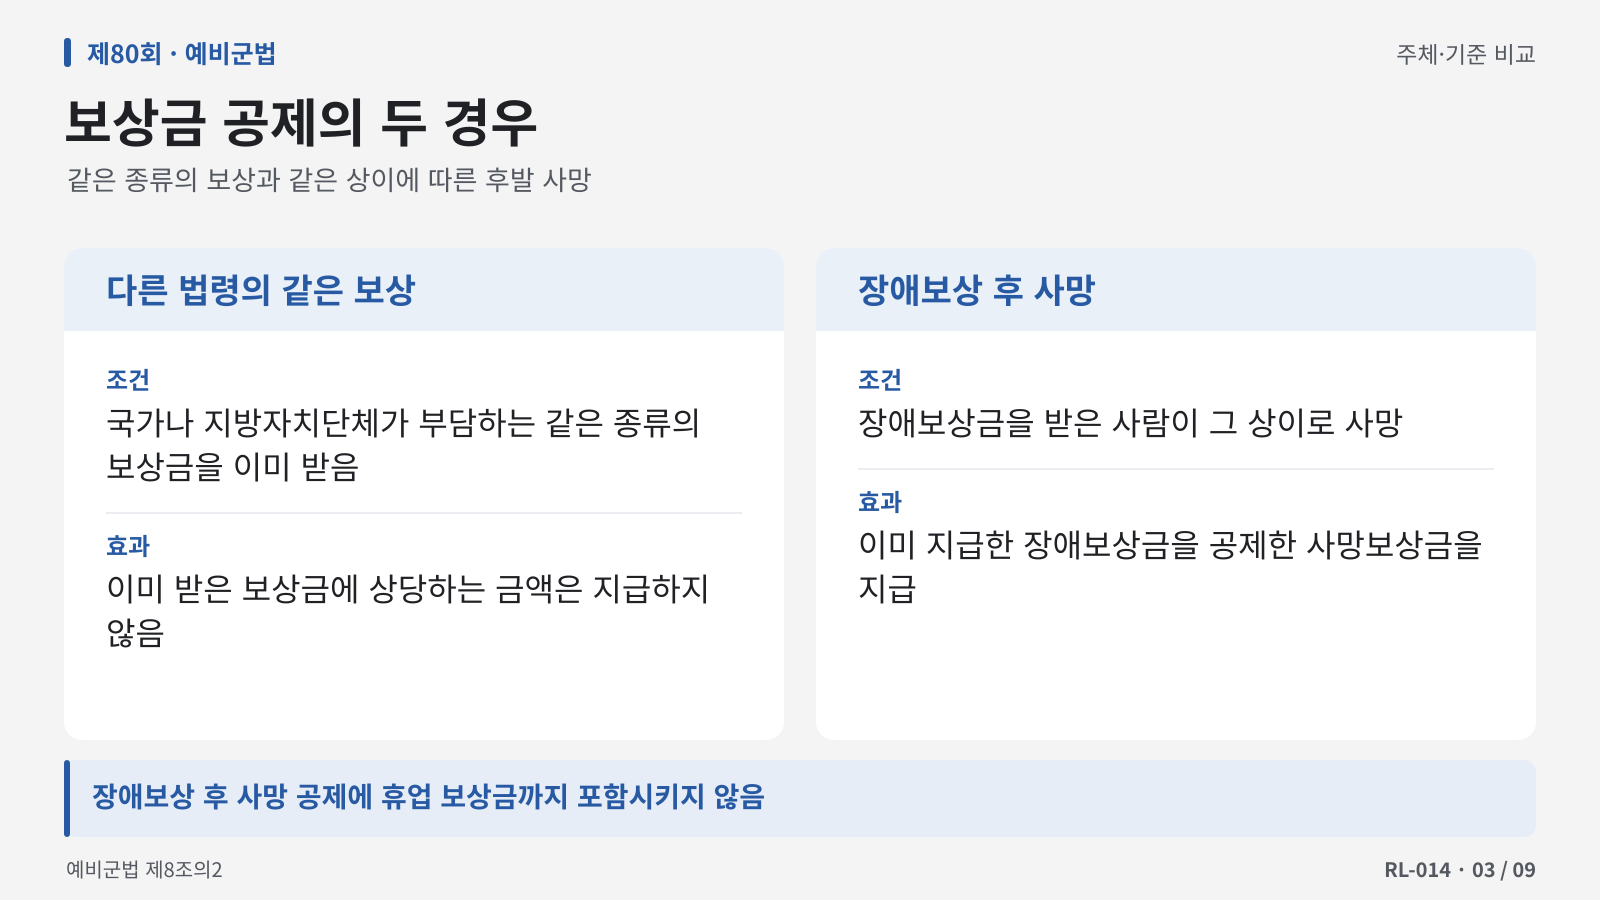 제80회 · 예비군법
주체·기준 비교
보상금 공제의 두 경우
같은 종류의 보상과 같은 상이에 따른 후발 사망
다른 법령의 같은 보상
조건
국가나 지방자치단체가 부담하는 같은 종류의
보상금을 이미 받음
효과
이미 받은 보상금에 상당하는 금액은 지급하지
않음
장애보상 후 사망
조건
장애보상금을 받은 사람이 그 상이로 사망
효과
이미 지급한 장애보상금을 공제한 사망보상금을
지급
장애보상 후 사망 공제에 휴업 보상금까지 포함시키지 않음
예비군법 제8조의2
RL-014 · 03 / 09